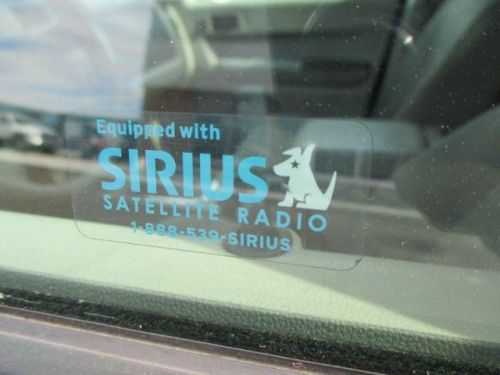 Equipped with
SIRIUS
SATELLITE RADIO
1-888-539-SIRIUS